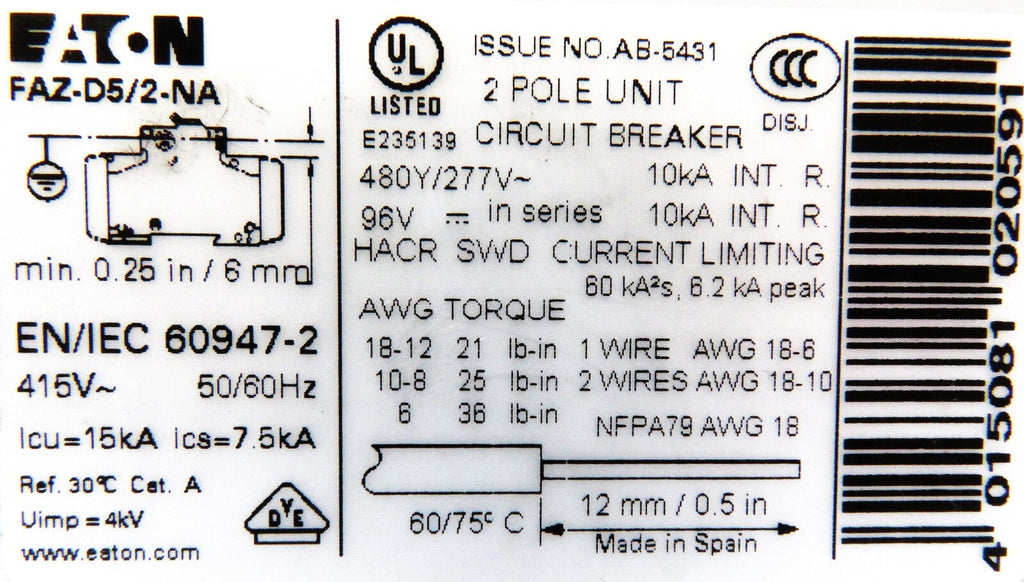 EATON
FAZ-D5/2-NA
min. 0.25 in / 6 mm
EN/IEC 60947-2
415V~ 50/60Hz
Icu=15kA Ics=7.5kA
Ref. 30°C Cat. A
Uimp = 4kV
www.eaton.com
DVE
UL
LISTED
E235139
ISSUE NO. AB-5431
2 POLE UNIT
CIRCUIT BREAKER
CCC
DISJ.
480Y/277V~ 10kA INT. R.
96V ⎓ in series 10kA INT. R.
HACR SWD CURRENT LIMITING
60 kA²s, 6.2 kA peak
AWG TORQUE
18-12 21 lb-in 1 WIRE AWG 18-6
10-8 25 lb-in 2 WIRES AWG 18-10
6 36 lb-in
NFPA79 AWG 18
60/75° C
12 mm / 0.5 in
Made in Spain
4 015081 020591